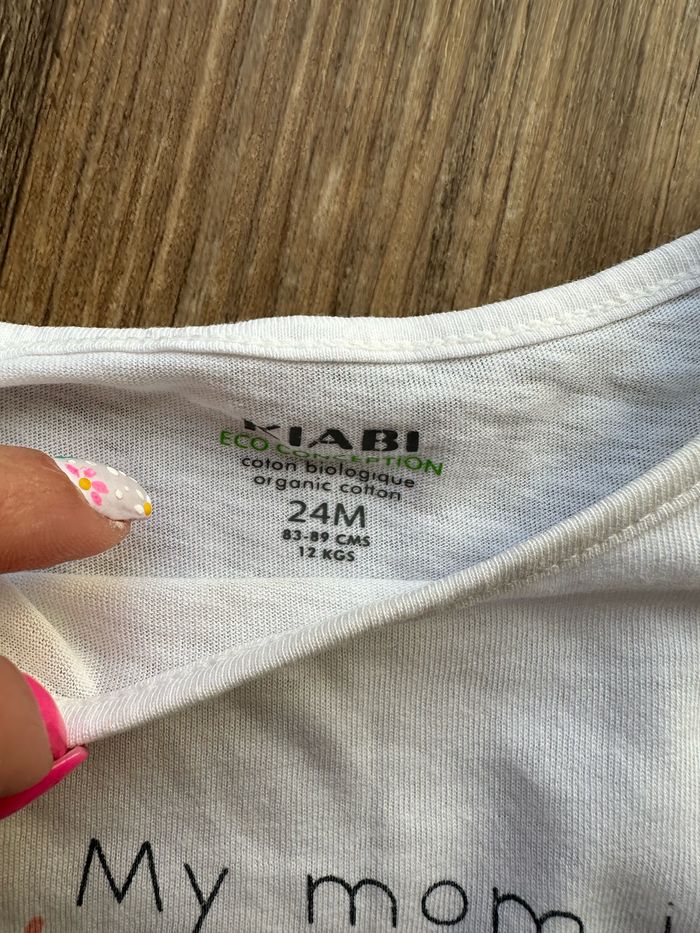 KIABI
ECO CONCEPTION
coton biologique
organic cotton
24M
83-89 CMS
12 KGS
My mom i